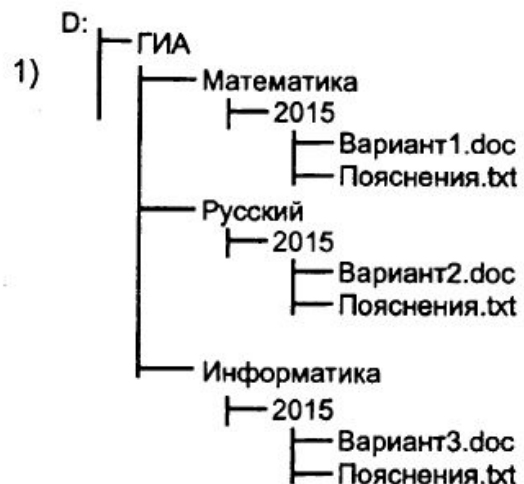 D:
ГИА
1)
Математика
2015
Вариант1.doc
Пояснения.txt
Русский
2015
Вариант2.doc
Пояснения.txt
Информатика
2015
Вариант3.doc
Пояснения.txt